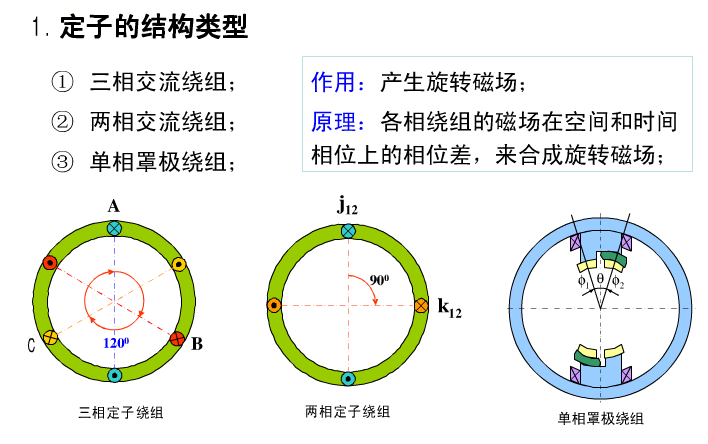 1. 定子的结构类型
① 三相交流绕组；
② 两相交流绕组；
③ 单相罩极绕组；
作用：产生旋转磁场；
原理：各相绕组的磁场在空间和时间
相位上的相位差，来合成旋转磁场；
A
B
C
120⁰
三相定子绕组
j₁₂
90⁰
k₁₂
两相定子绕组
ϕ₁ θ ϕ₂
单相罩极绕组